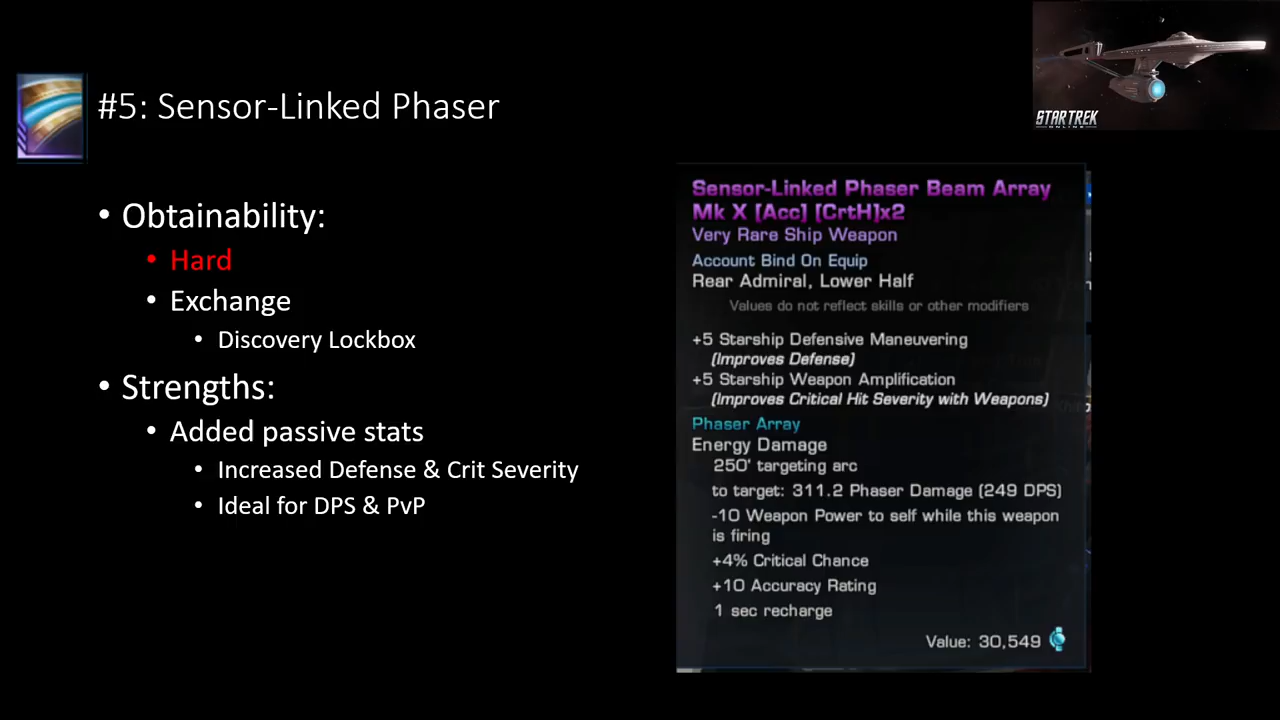 STAR TREK
ONLINE
#5: Sensor-Linked Phaser
• Obtainability:
• Hard
• Exchange
• Discovery Lockbox
• Strengths:
• Added passive stats
• Increased Defense & Crit Severity
• Ideal for DPS & PvP
Sensor-Linked Phaser Beam Array
Mk X [Acc] [CrtH]x2
Very Rare Ship Weapon
Account Bind On Equip
Rear Admiral, Lower Half
Values do not reflect skills or other modifiers
+5 Starship Defensive Maneuvering
(Improves Defense)
+5 Starship Weapon Amplification
(Improves Critical Hit Severity with Weapons)
Phaser Array
Energy Damage
250' targeting arc
to target: 311.2 Phaser Damage (249 DPS)
-10 Weapon Power to self while this weapon
is firing
+4% Critical Chance
+10 Accuracy Rating
1 sec recharge
Value: 30,549